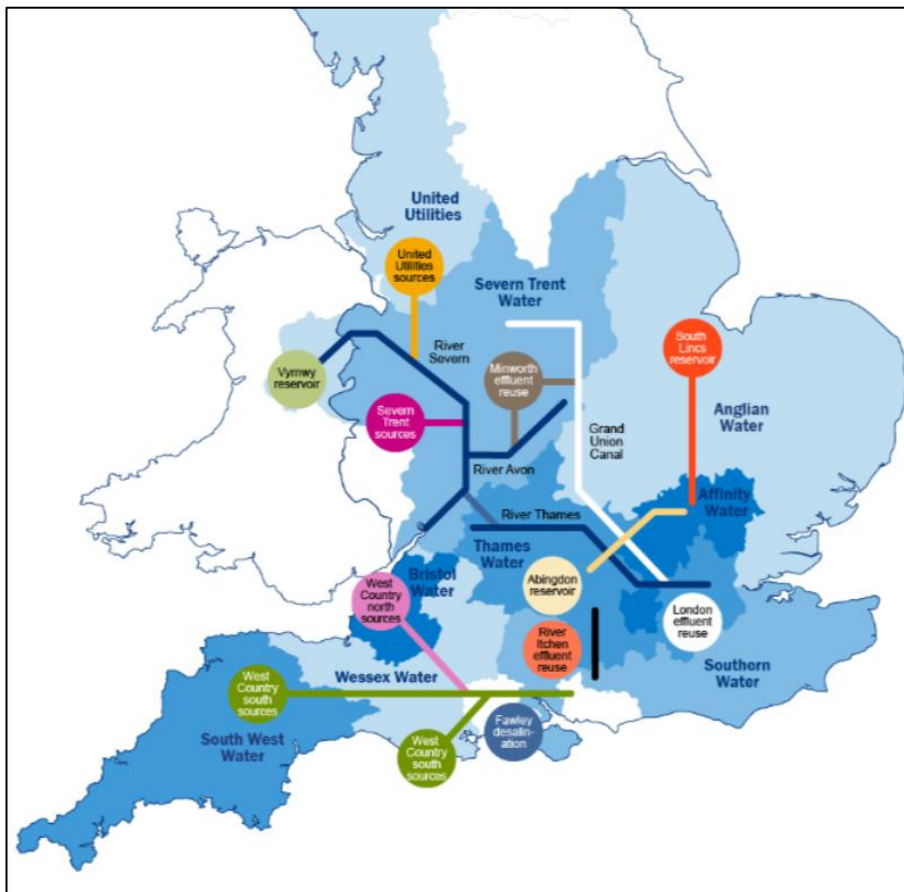 United
Utilities
United
Utilities
sources
Severn Trent
Water
River
Severn
South
Lincs
reservoir
Vyrnwy
reservoir
Minworth
effluent
reuse
Severn
Trent
sources
Anglian
Water
Grand
Union
Canal
River Avon
Affinity
Water
River Thames
Thames
Water
Bristol
Water
Abingdon
reservoir
West
Country
north
sources
London
effluent
reuse
River
Itchen
effluent
reuse
Southern
Water
Wessex Water
West
Country
south
sources
South West
Water
West
Country
south
sources
Fawley
desalin-
ation